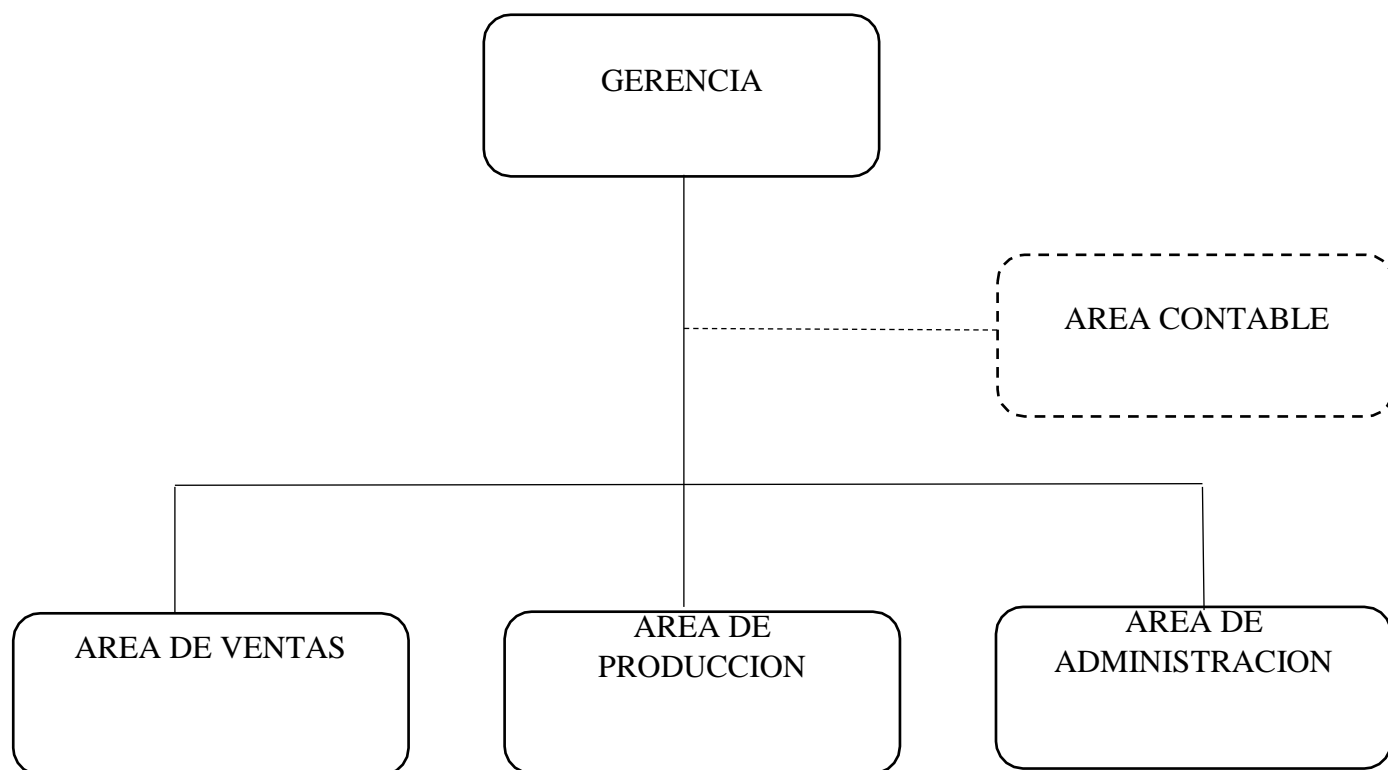 GERENCIA
AREA CONTABLE
AREA DE VENTAS
AREA DE
PRODUCCION
AREA DE
ADMINISTRACION